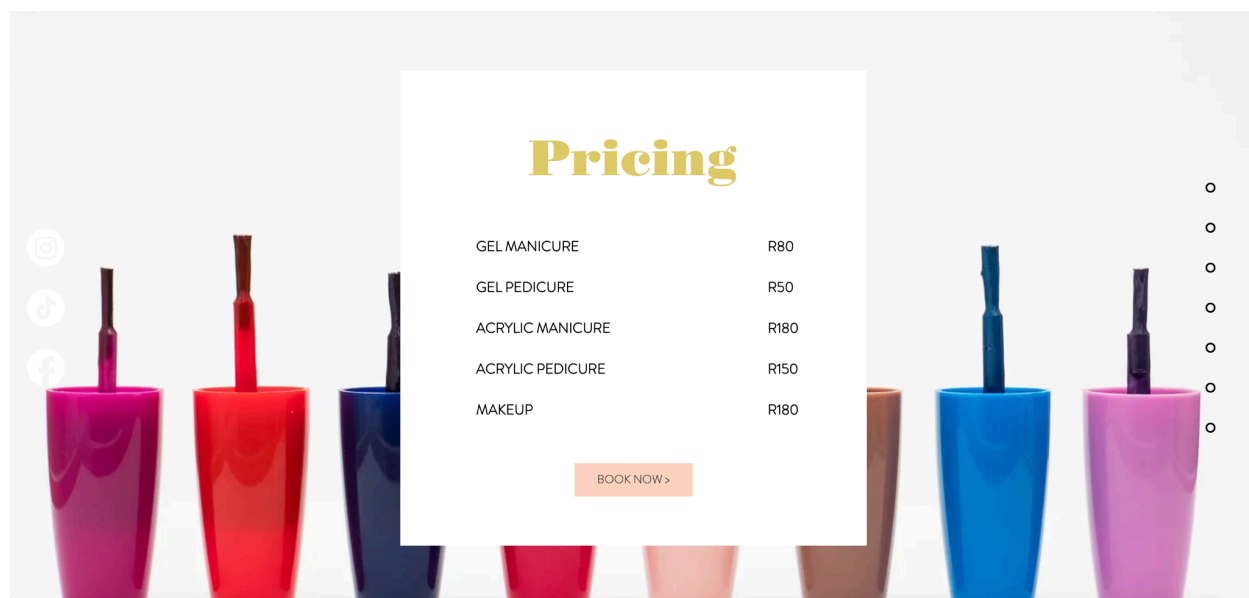 Pricing
GEL MANICURE R80
GEL PEDICURE R50
ACRYLIC MANICURE R180
ACRYLIC PEDICURE R150
MAKEUP R180
BOOK NOW >